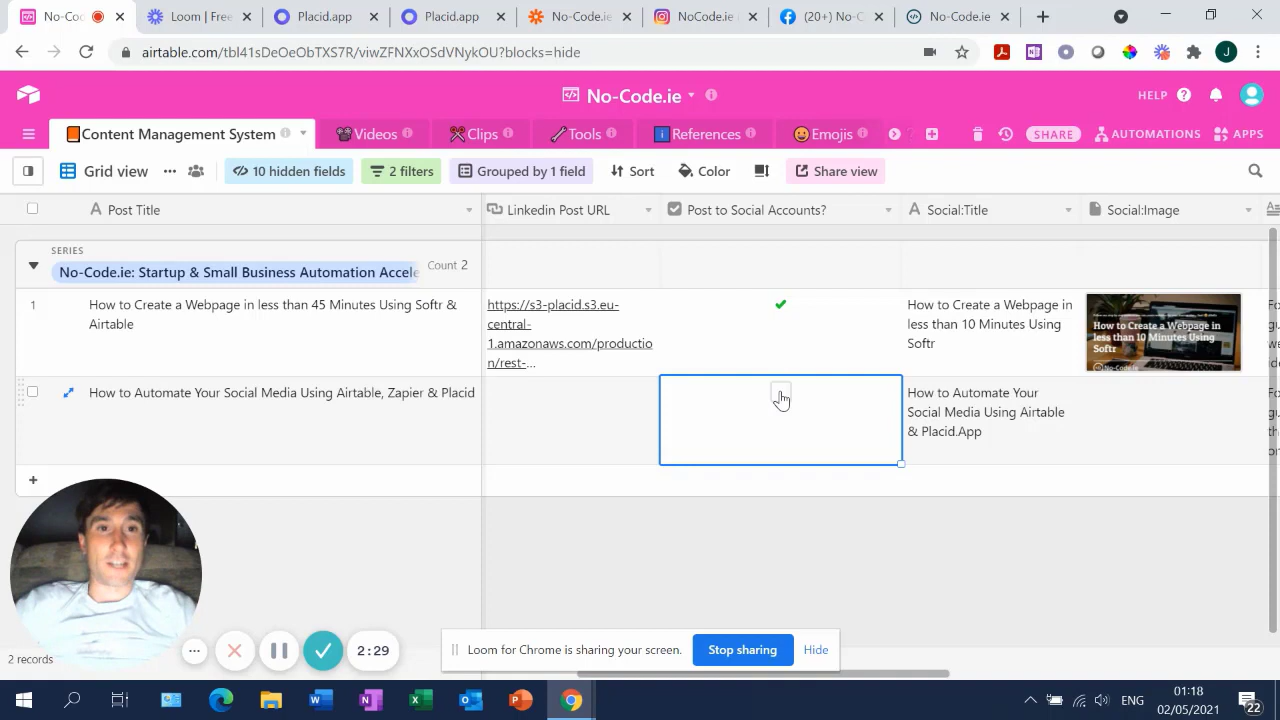 No-Cod
Loom | Free
Placid.app
Placid.app
No-Code.ie
NoCode.ie
(20+) No-C
No-Code.ie
airtable.com/tbl41sDeOeObTXS7R/viwZFNXxOSdVNykOU?blocks=hide
J
No-Code.ie
HELP
Content Management System
Videos
Clips
Tools
References
Emojis
SHARE
AUTOMATIONS
APPS
Grid view
10 hidden fields
2 filters
Grouped by 1 field
Sort
Color
Share view
Post Title
Linkedin Post URL
Post to Social Accounts?
Social:Title
Social:Image
SERIES
No-Code.ie: Startup & Small Business Automation Accele
Count 2
1
How to Create a Webpage in less than 45 Minutes Using Softr &
Airtable
https://s3-placid.s3.eu-
central-
1.amazonaws.com/productio
n/rest-...
How to Create a Webpage in
less than 10 Minutes Using
Softr
How to Create a Webpage in
less than 10 Minutes Using
Softr
No-Code.ie
How to Automate Your Social Media Using Airtable, Zapier & Placid
How to Automate Your
Social Media Using Airtable
& Placid.App
2:29
Loom for Chrome is sharing your screen.
Stop sharing
Hide
2 records
ENG
01:18
02/05/2021
22